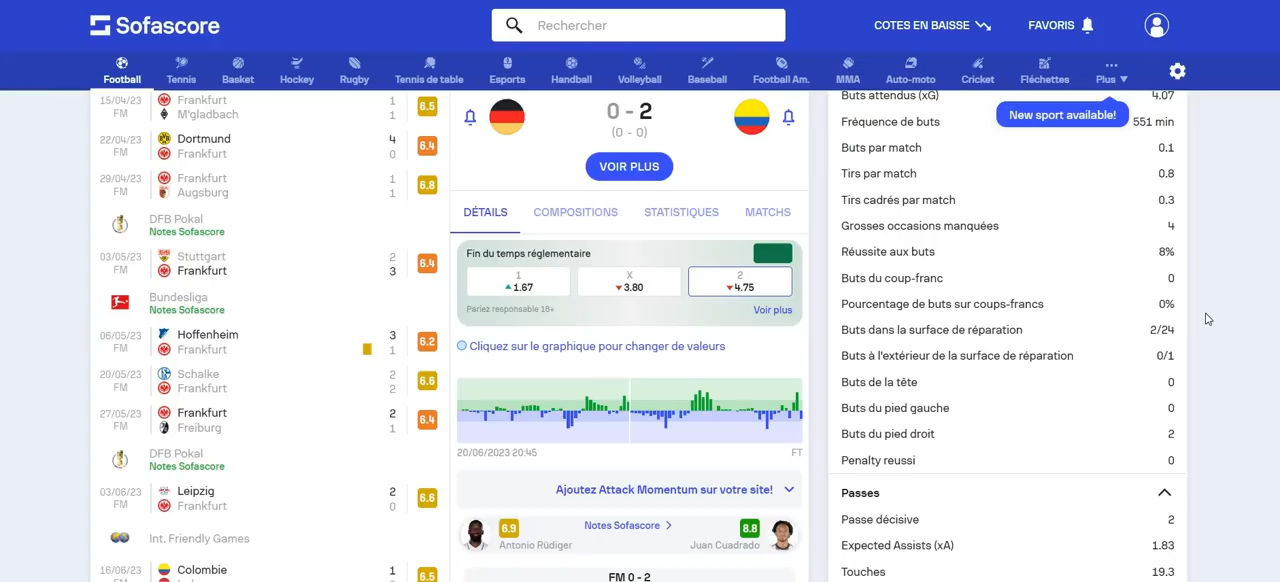 Sofascore
Rechercher
COTES EN BAISSE
FAVORIS
Football
Tennis
Basket
Hockey
Rugby
Tennis de table
Esports
Handball
Volleyball
Baseball
Football Am.
MMA
Auto-moto
Cricket
Fléchettes
Plus
New sport available!
15/04/23 Frankfurt 1
FM M'gladbach 1
6.5
22/04/23 Dortmund 4
FM Frankfurt 0
6.4
29/04/23 Frankfurt 1
FM Augsburg 1
6.8
DFB Pokal
Notes Sofascore
03/05/23 Stuttgart 2
FM Frankfurt 3
6.4
Bundesliga
Notes Sofascore
06/05/23 Hoffenheim 3
FM Frankfurt 1
6.2
20/05/23 Schalke 2
FM Frankfurt 2
6.6
27/05/23 Frankfurt 2
FM Freiburg 1
6.4
DFB Pokal
Notes Sofascore
03/06/23 Leipzig 2
FM Frankfurt 0
6.6
Int. Friendly Games
16/06/23 Colombie 1
6.5
0 - 2
(0 - 0)
VOIR PLUS
DÉTAILS
COMPOSITIONS
STATISTIQUES
MATCHS
Fin du temps réglementaire
1
1.67
X
3.80
2
4.75
Pariez responsable 18+
Voir plus
Cliquez sur le graphique pour changer de valeurs
20/06/2023 20:45
FT
Ajoutez Attack Momentum sur votre site!
6.9
Notes Sofascore
8.8
Antonio Rüdiger
Juan Cuadrado
FM 0 - 2
Buts attendus (xG) 4.07
Fréquence de buts 551 min
Buts par match 0.1
Tirs par match 0.8
Tirs cadrés par match 0.3
Grosses occasions manquées 4
Réussite aux buts 8%
Buts du coup-franc 0
Pourcentage de buts sur coups-francs 0%
Buts dans la surface de réparation 2/24
Buts à l'extérieur de la surface de réparation 0/1
Buts de la tête 0
Buts du pied gauche 0
Buts du pied droit 2
Penalty reussi 0
Passes
Passe décisive 2
Expected Assists (xA) 1.83
Touches 19.3